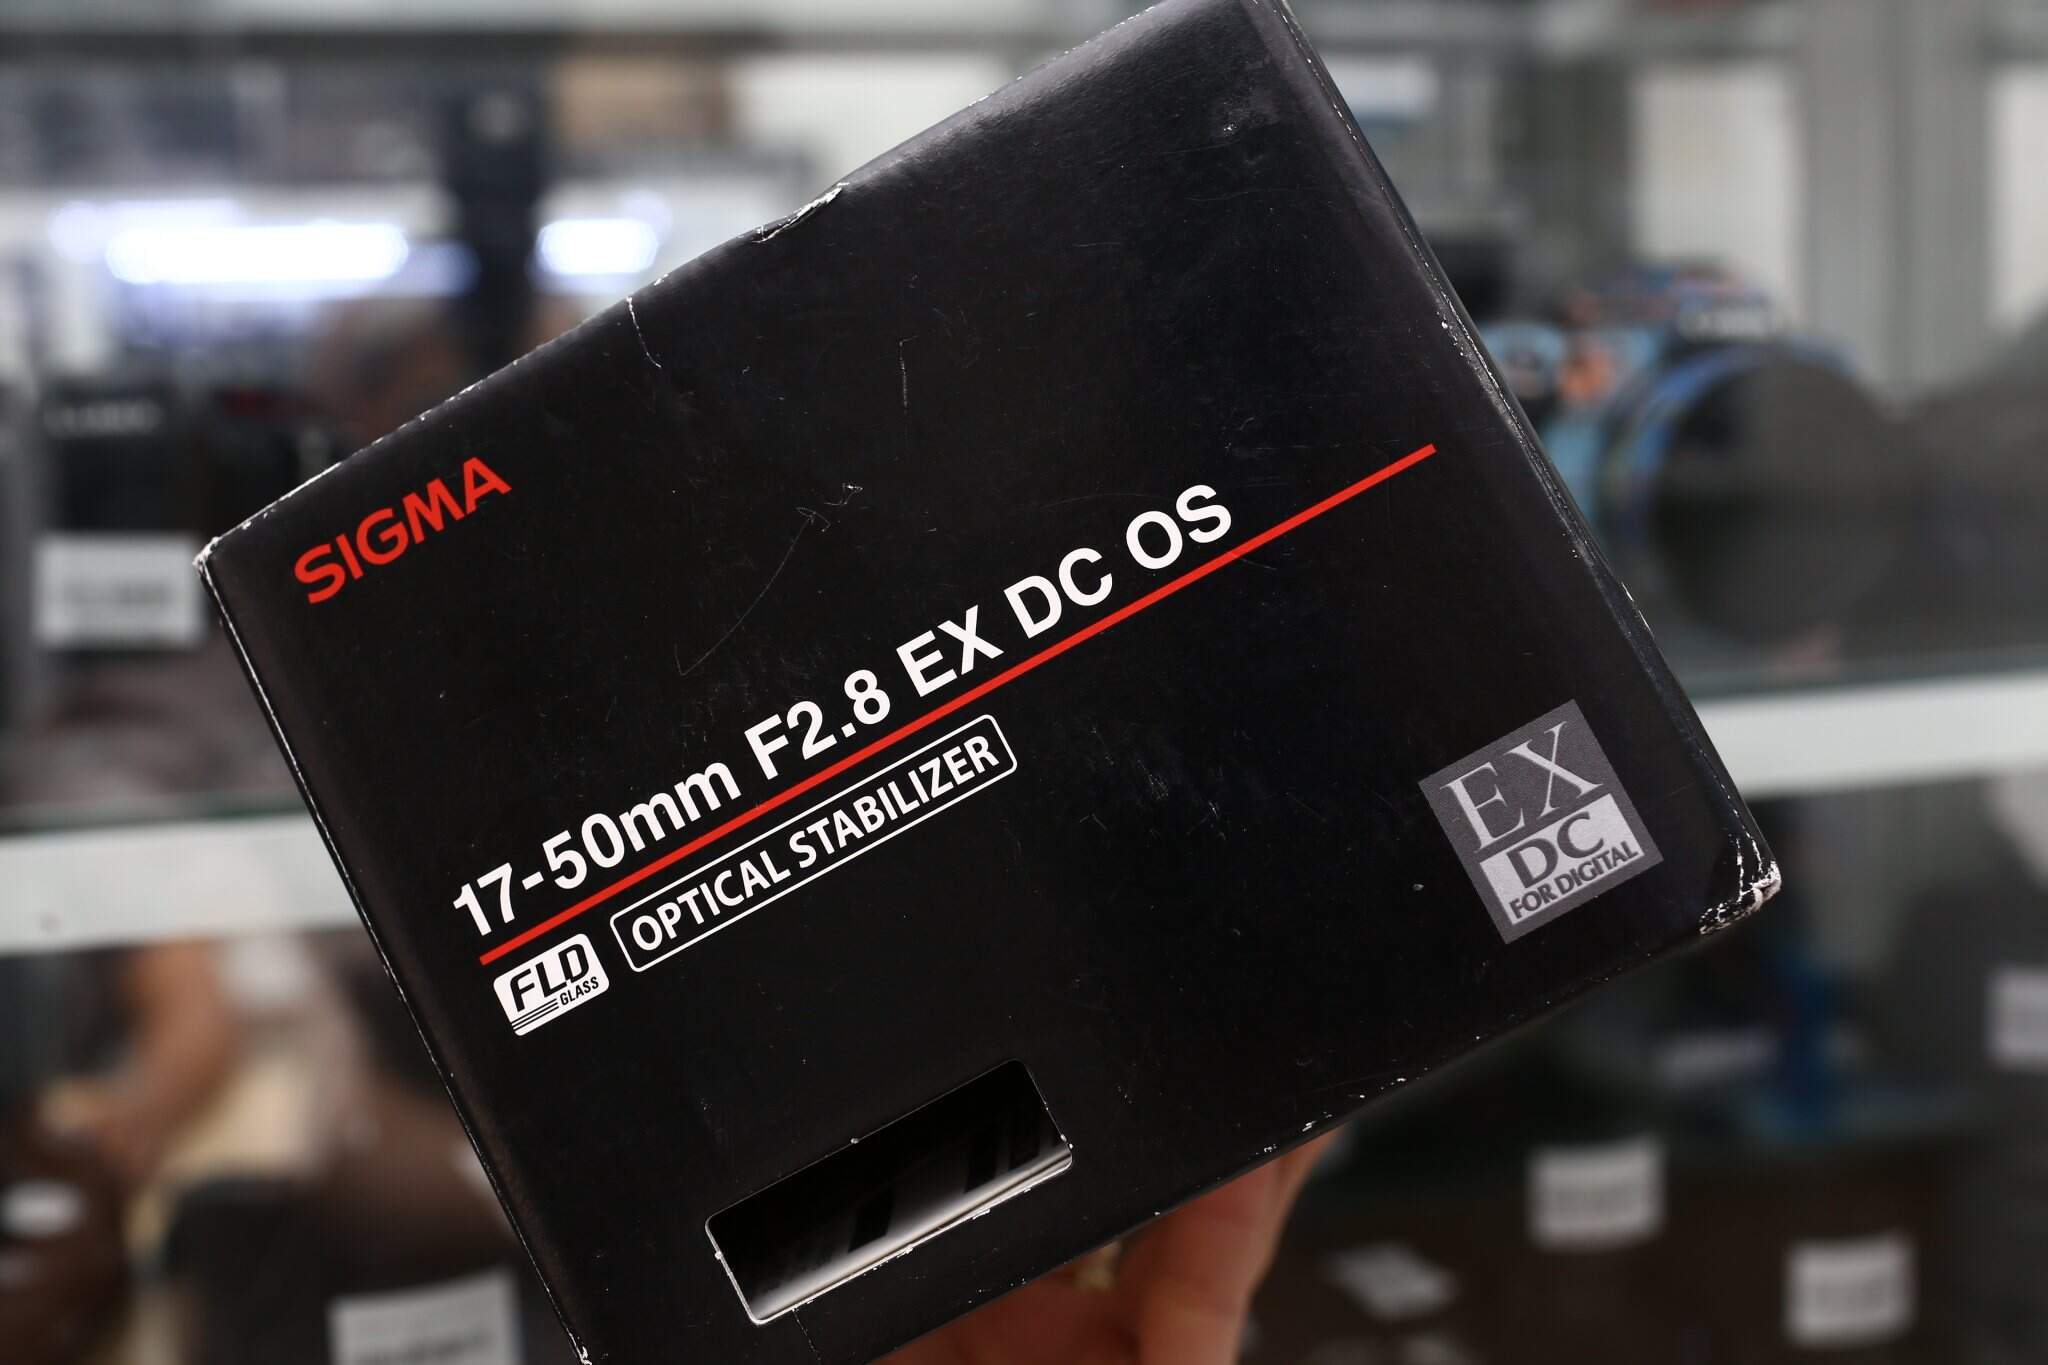 SIGMA
17-50mm F2.8 EX DC OS
FLD
GLASS
OPTICAL STABILIZER
EX
DC
FOR DIGITAL